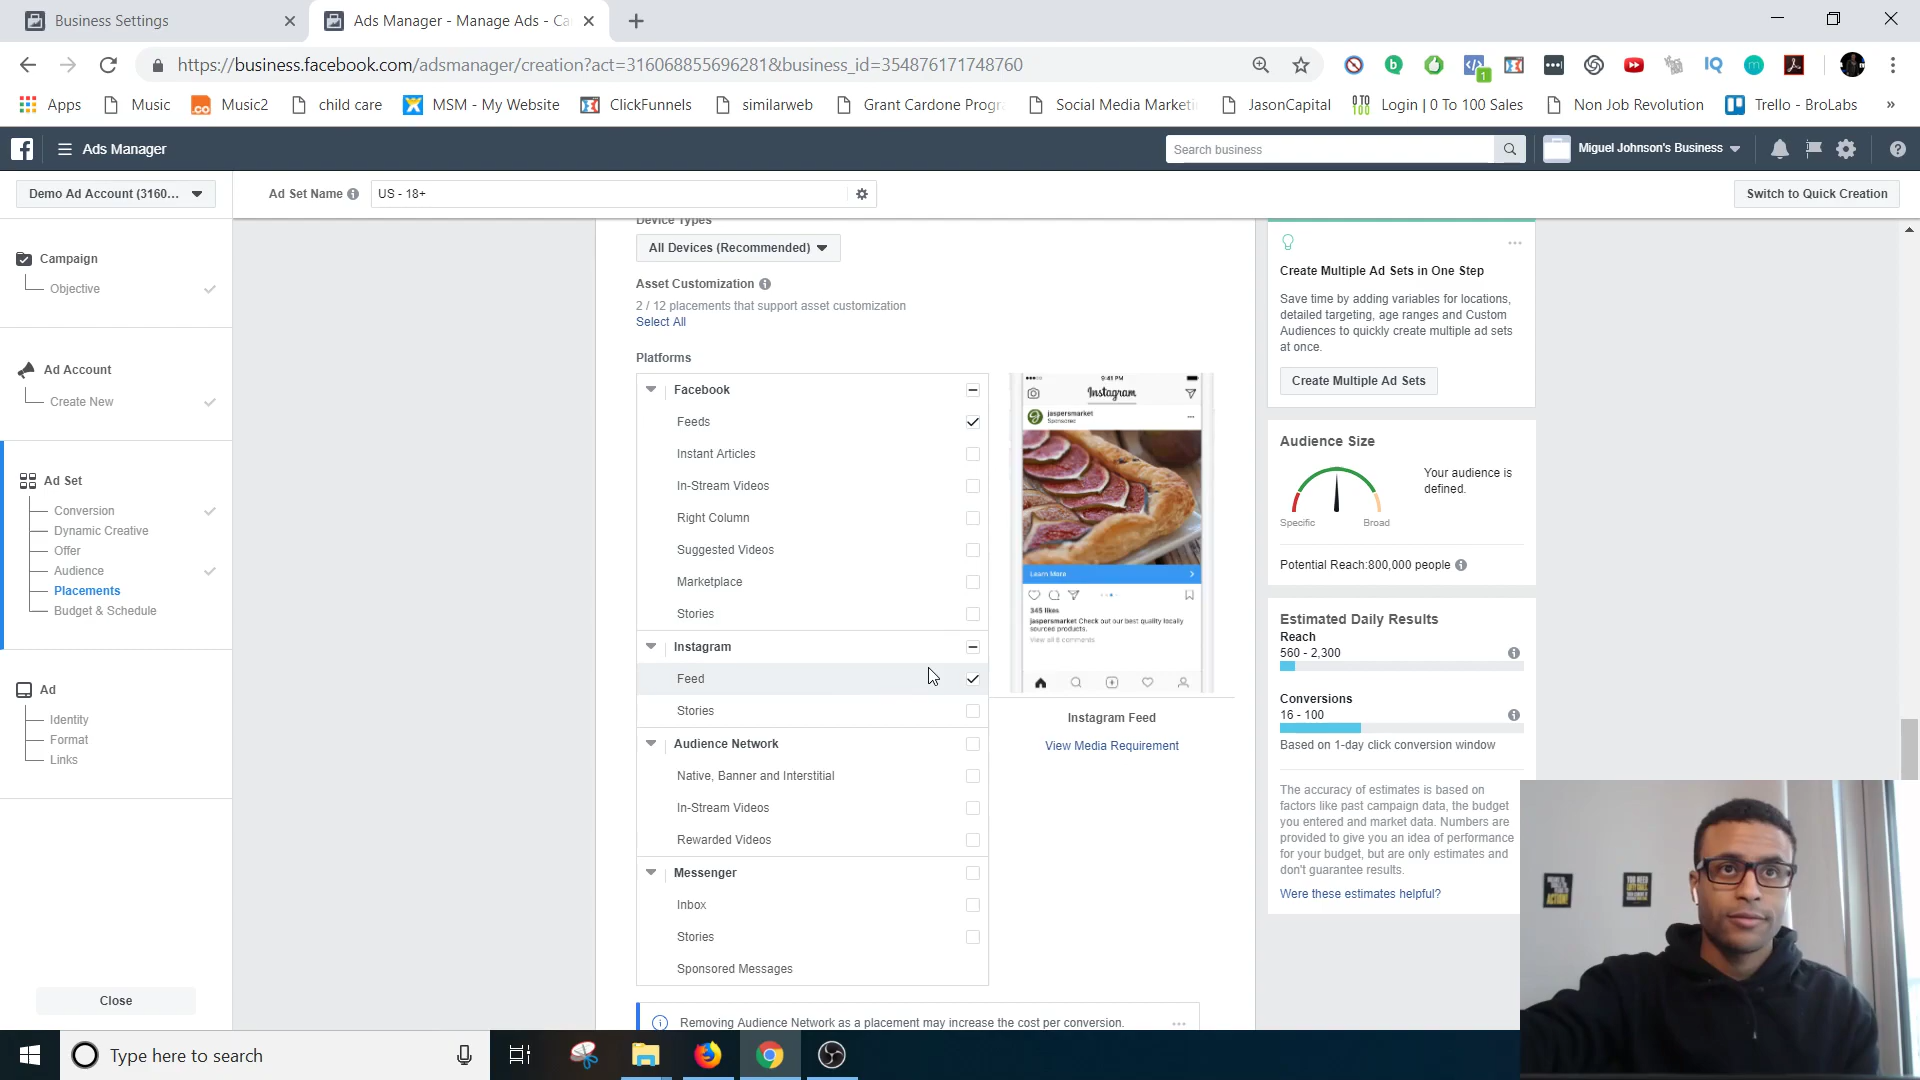 Business Settings
Ads Manager - Manage Ads - Ca
https://business.facebook.com/adsmanager/creation?act=316068855696281&business_id=354876171748760
Apps Music Music2 child care MSM - My Website ClickFunnels similarweb Grant Cardone Progr Social Media Marketi JasonCapital Login | 0 To 100 Sales Non Job Revolution Trello - BroLabs »
Ads Manager
Search business
Miguel Johnson's Business
Demo Ad Account (3160...
Ad Set Name
US - 18+
Switch to Quick Creation
Campaign
Objective
Ad Account
Create New
Ad Set
Conversion
Dynamic Creative
Offer
Audience
Placements
Budget & Schedule
Ad
Identity
Format
Links
Close
Device Types
All Devices (Recommended)
Asset Customization
2 / 12 placements that support asset customization
Select All
Platforms
Facebook
Feeds
Instant Articles
In-Stream Videos
Right Column
Suggested Videos
Marketplace
Stories
Instagram
Feed
Stories
Audience Network
Native, Banner and Interstitial
In-Stream Videos
Rewarded Videos
Messenger
Inbox
Stories
Sponsored Messages
Removing Audience Network as a placement may increase the cost per conversion.
9:41 PM
Instagram
jaspersmarket
Sponsored
Learn More
345 likes
jaspersmarket Check out our best quality locally
sourced products.
View all 6 comments
Instagram Feed
View Media Requirement
Create Multiple Ad Sets in One Step
Save time by adding variables for locations,
detailed targeting, age ranges and Custom
Audiences to quickly create multiple ad sets
at once.
Create Multiple Ad Sets
Audience Size
Your audience is
defined.
Specific
Broad
Potential Reach:800,000 people
Estimated Daily Results
Reach
560 - 2,300
Conversions
16 - 100
Based on 1-day click conversion window
The accuracy of estimates is based on
factors like past campaign data, the budget
you entered and market data. Numbers are
provided to give you an idea of performance
for your budget, but are only estimates and
don't guarantee results.
Were these estimates helpful?
Type here to search